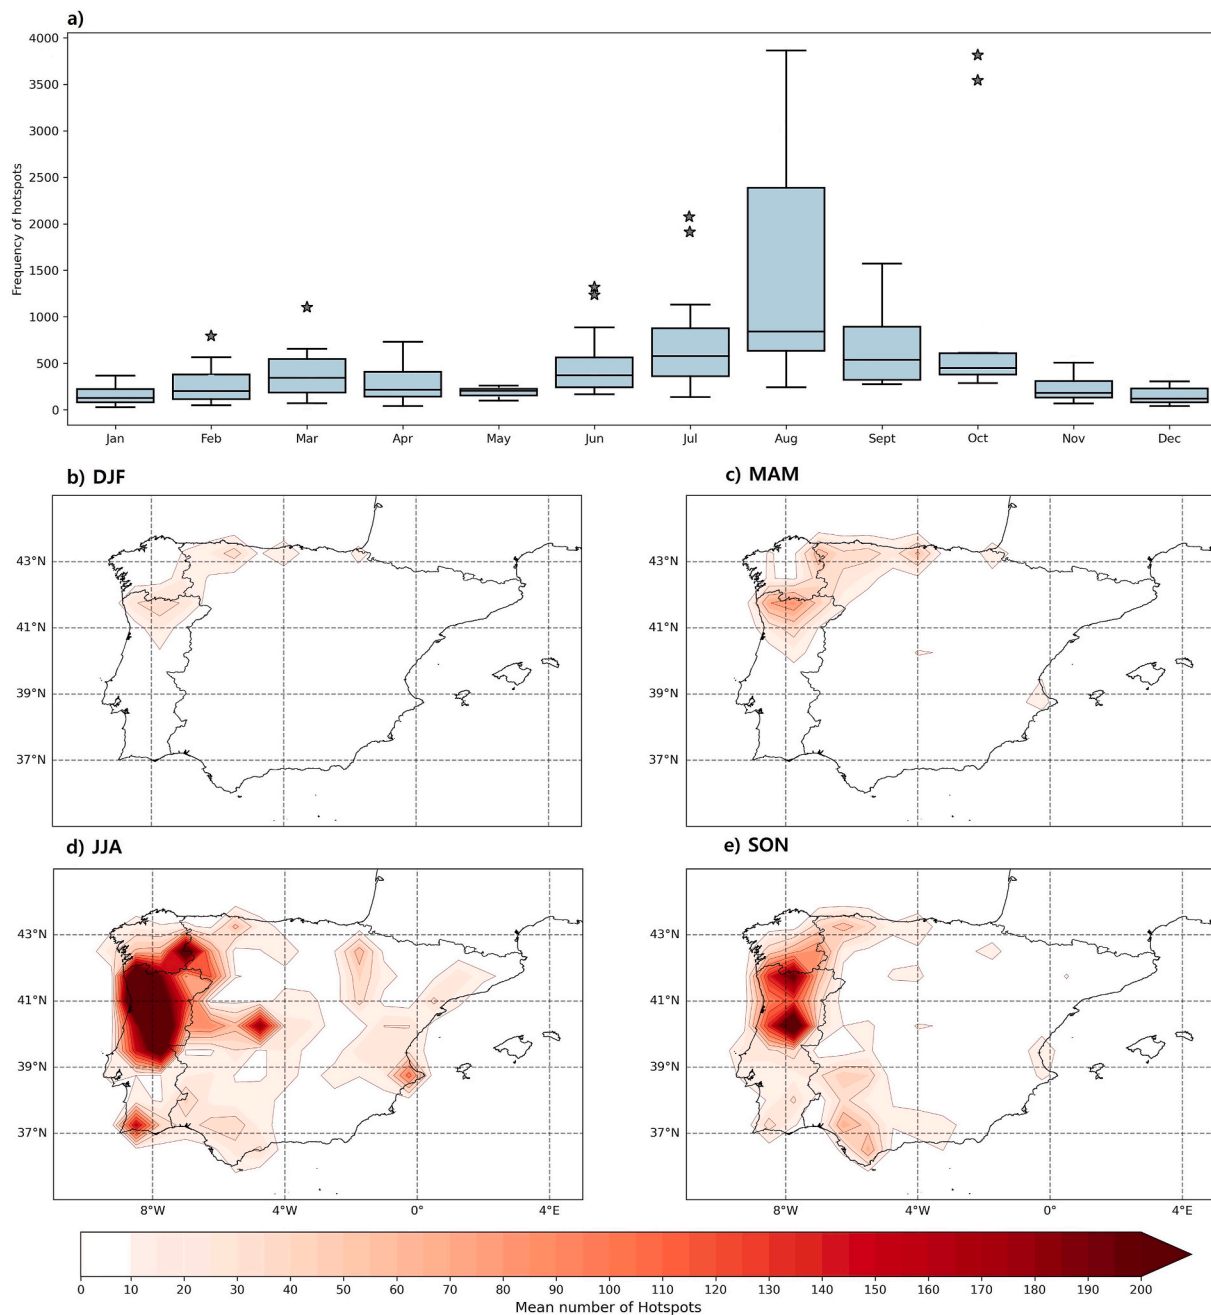 a)
4000
3500
3000
2500
2000
1500
1000
500
0
Frequency of hotspots
Jan Feb Mar Apr May Jun Jul Aug Sept Oct Nov Dec
b) DJF
c) MAM
43°N
41°N
39°N
37°N
43°N
41°N
39°N
37°N
d) JJA
e) SON
43°N
41°N
39°N
37°N
43°N
41°N
39°N
37°N
8°W 4°W 0° 4°E
8°W 4°W 0° 4°E
0 10 20 30 40 50 60 70 80 90 100 110 120 130 140 150 160 170 180 190 200
Mean number of Hotspots